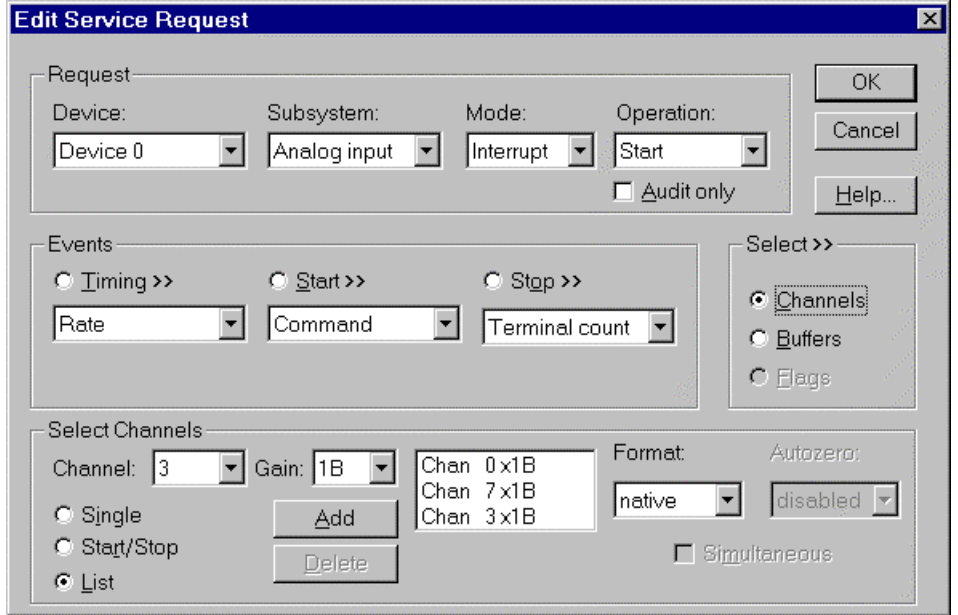 Edit Service Request
Request
Device: Subsystem: Mode: Operation:
Device 0 Analog input Interrupt Start
Audit only
OK
Cancel
Help...
Events
Timing >> Start >> Stop >>
Rate Command Terminal count
Select >>
Channels
Buffers
Flags
Select Channels
Channel: 3 Gain: 1B
Single
Start/Stop
List
Add
Delete
Chan 0 x1B
Chan 7 x1B
Chan 3 x1B
Format: Autozero:
native disabled
Simultaneous